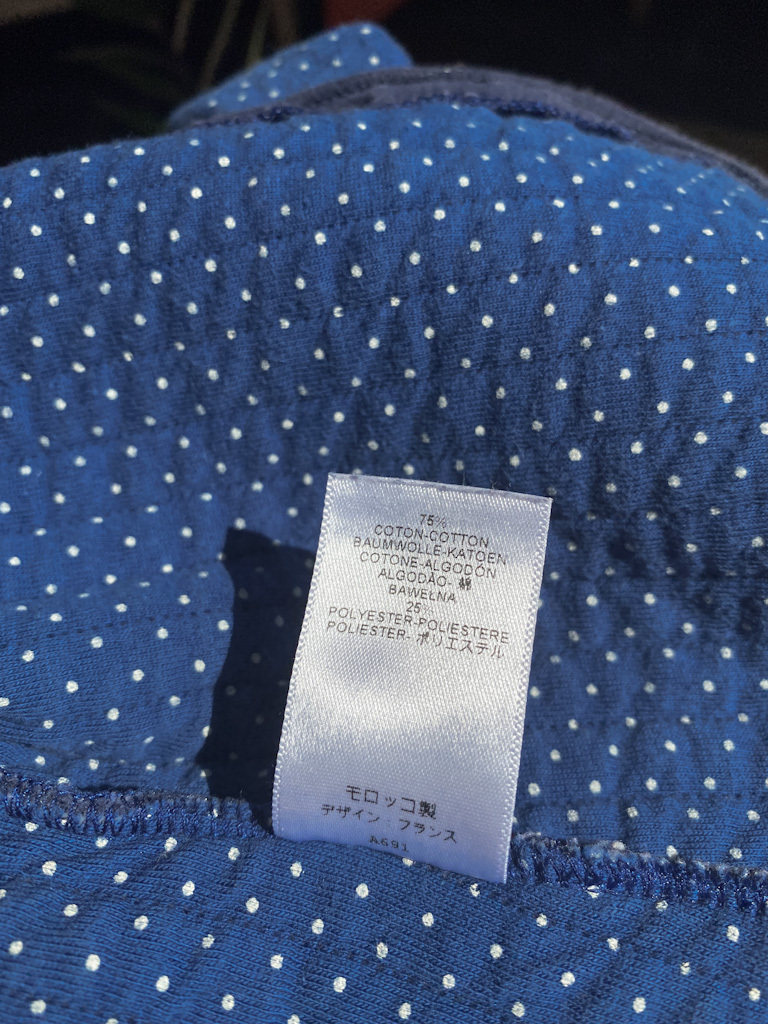 75%
COTON-COTTON
BAUMWOLLE-KATOEN
COTONE-ALGODÓN
ALGODÃO- 綿
BAWEŁNA
25%
POLYESTER-POLIESTERE
POLIESTER- ポリエステル
モロッコ製
デザイン：フランス
A691